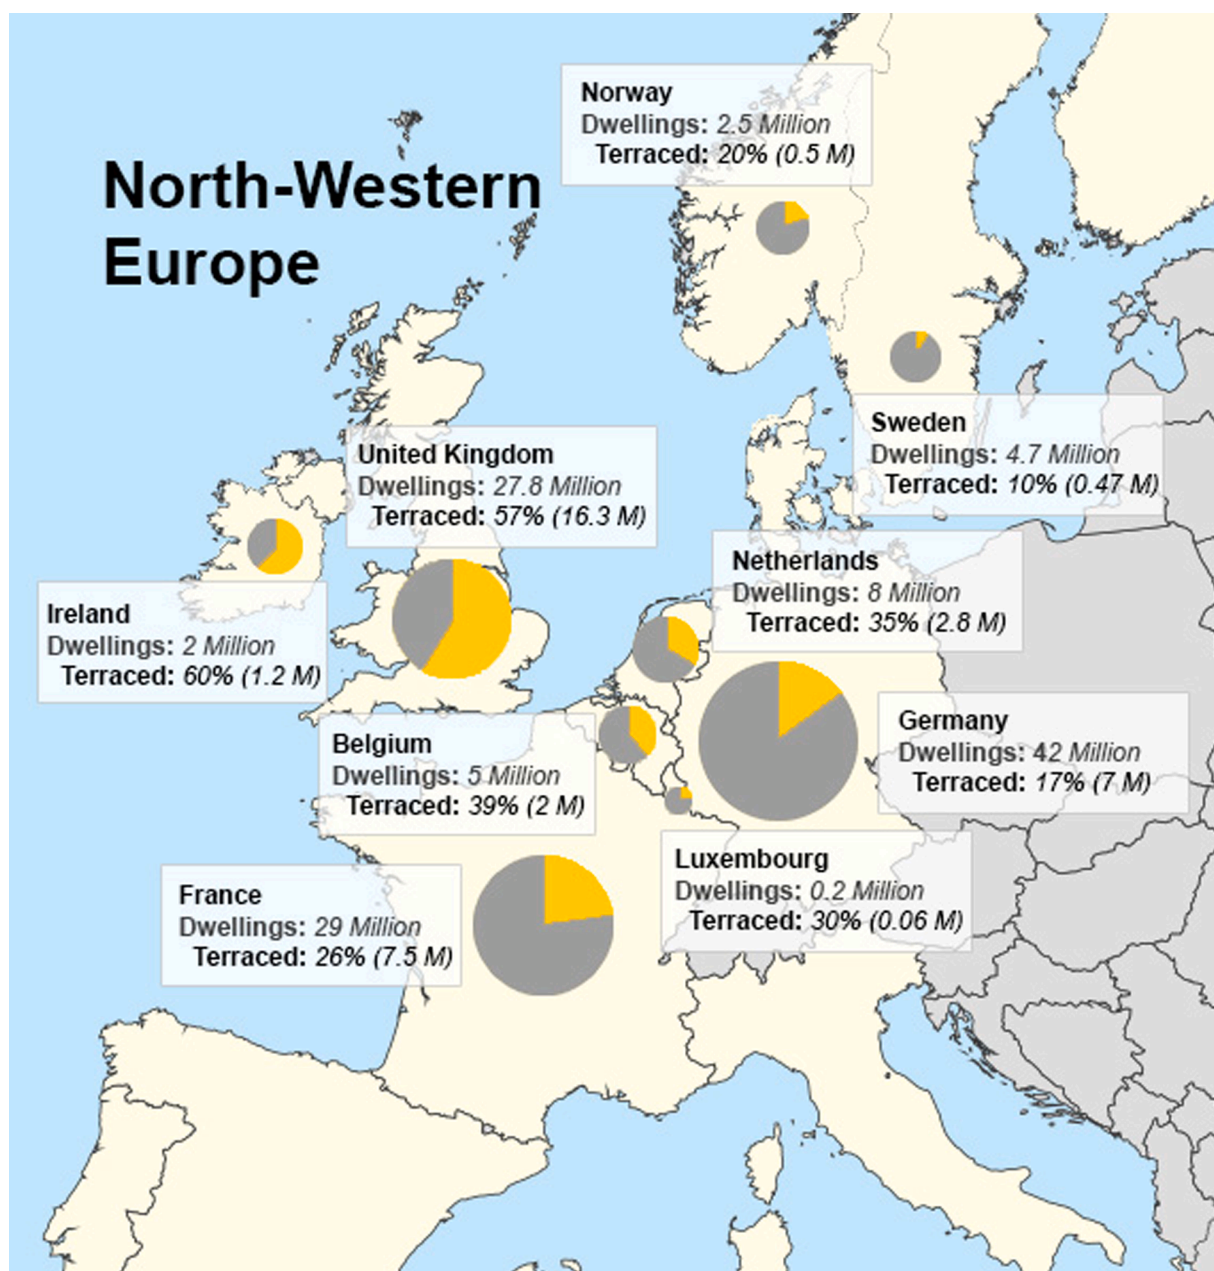 North-Western
Europe
Norway
Dwellings: 2.5 Million
Terraced: 20% (0.5 M)
Sweden
Dwellings: 4.7 Million
Terraced: 10% (0.47 M)
United Kingdom
Dwellings: 27.8 Million
Terraced: 57% (16.3 M)
Netherlands
Dwellings: 8 Million
Terraced: 35% (2.8 M)
Ireland
Dwellings: 2 Million
Terraced: 60% (1.2 M)
Germany
Dwellings: 42 Million
Terraced: 17% (7 M)
Belgium
Dwellings: 5 Million
Terraced: 39% (2 M)
Luxembourg
Dwellings: 0.2 Million
Terraced: 30% (0.06 M)
France
Dwellings: 29 Million
Terraced: 26% (7.5 M)